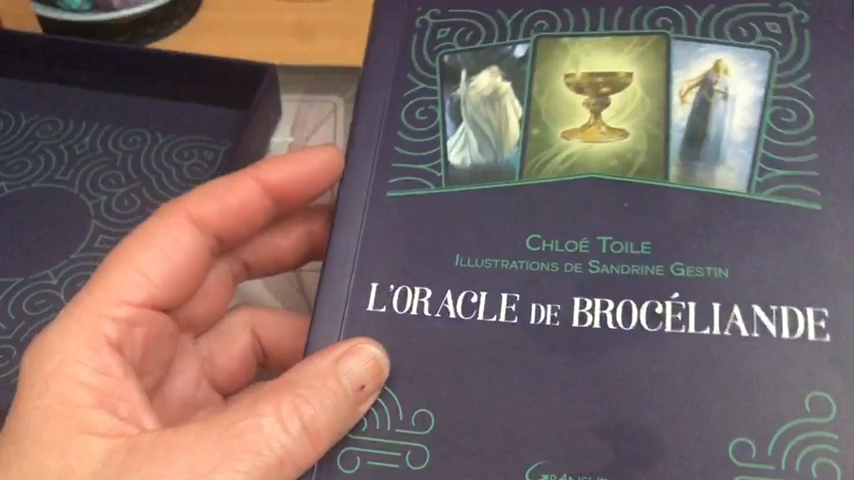 CHLOÉ TOILE
ILLUSTRATIONS DE SANDRINE GESTIN
L'ORACLE DE BROCÉLIANDE